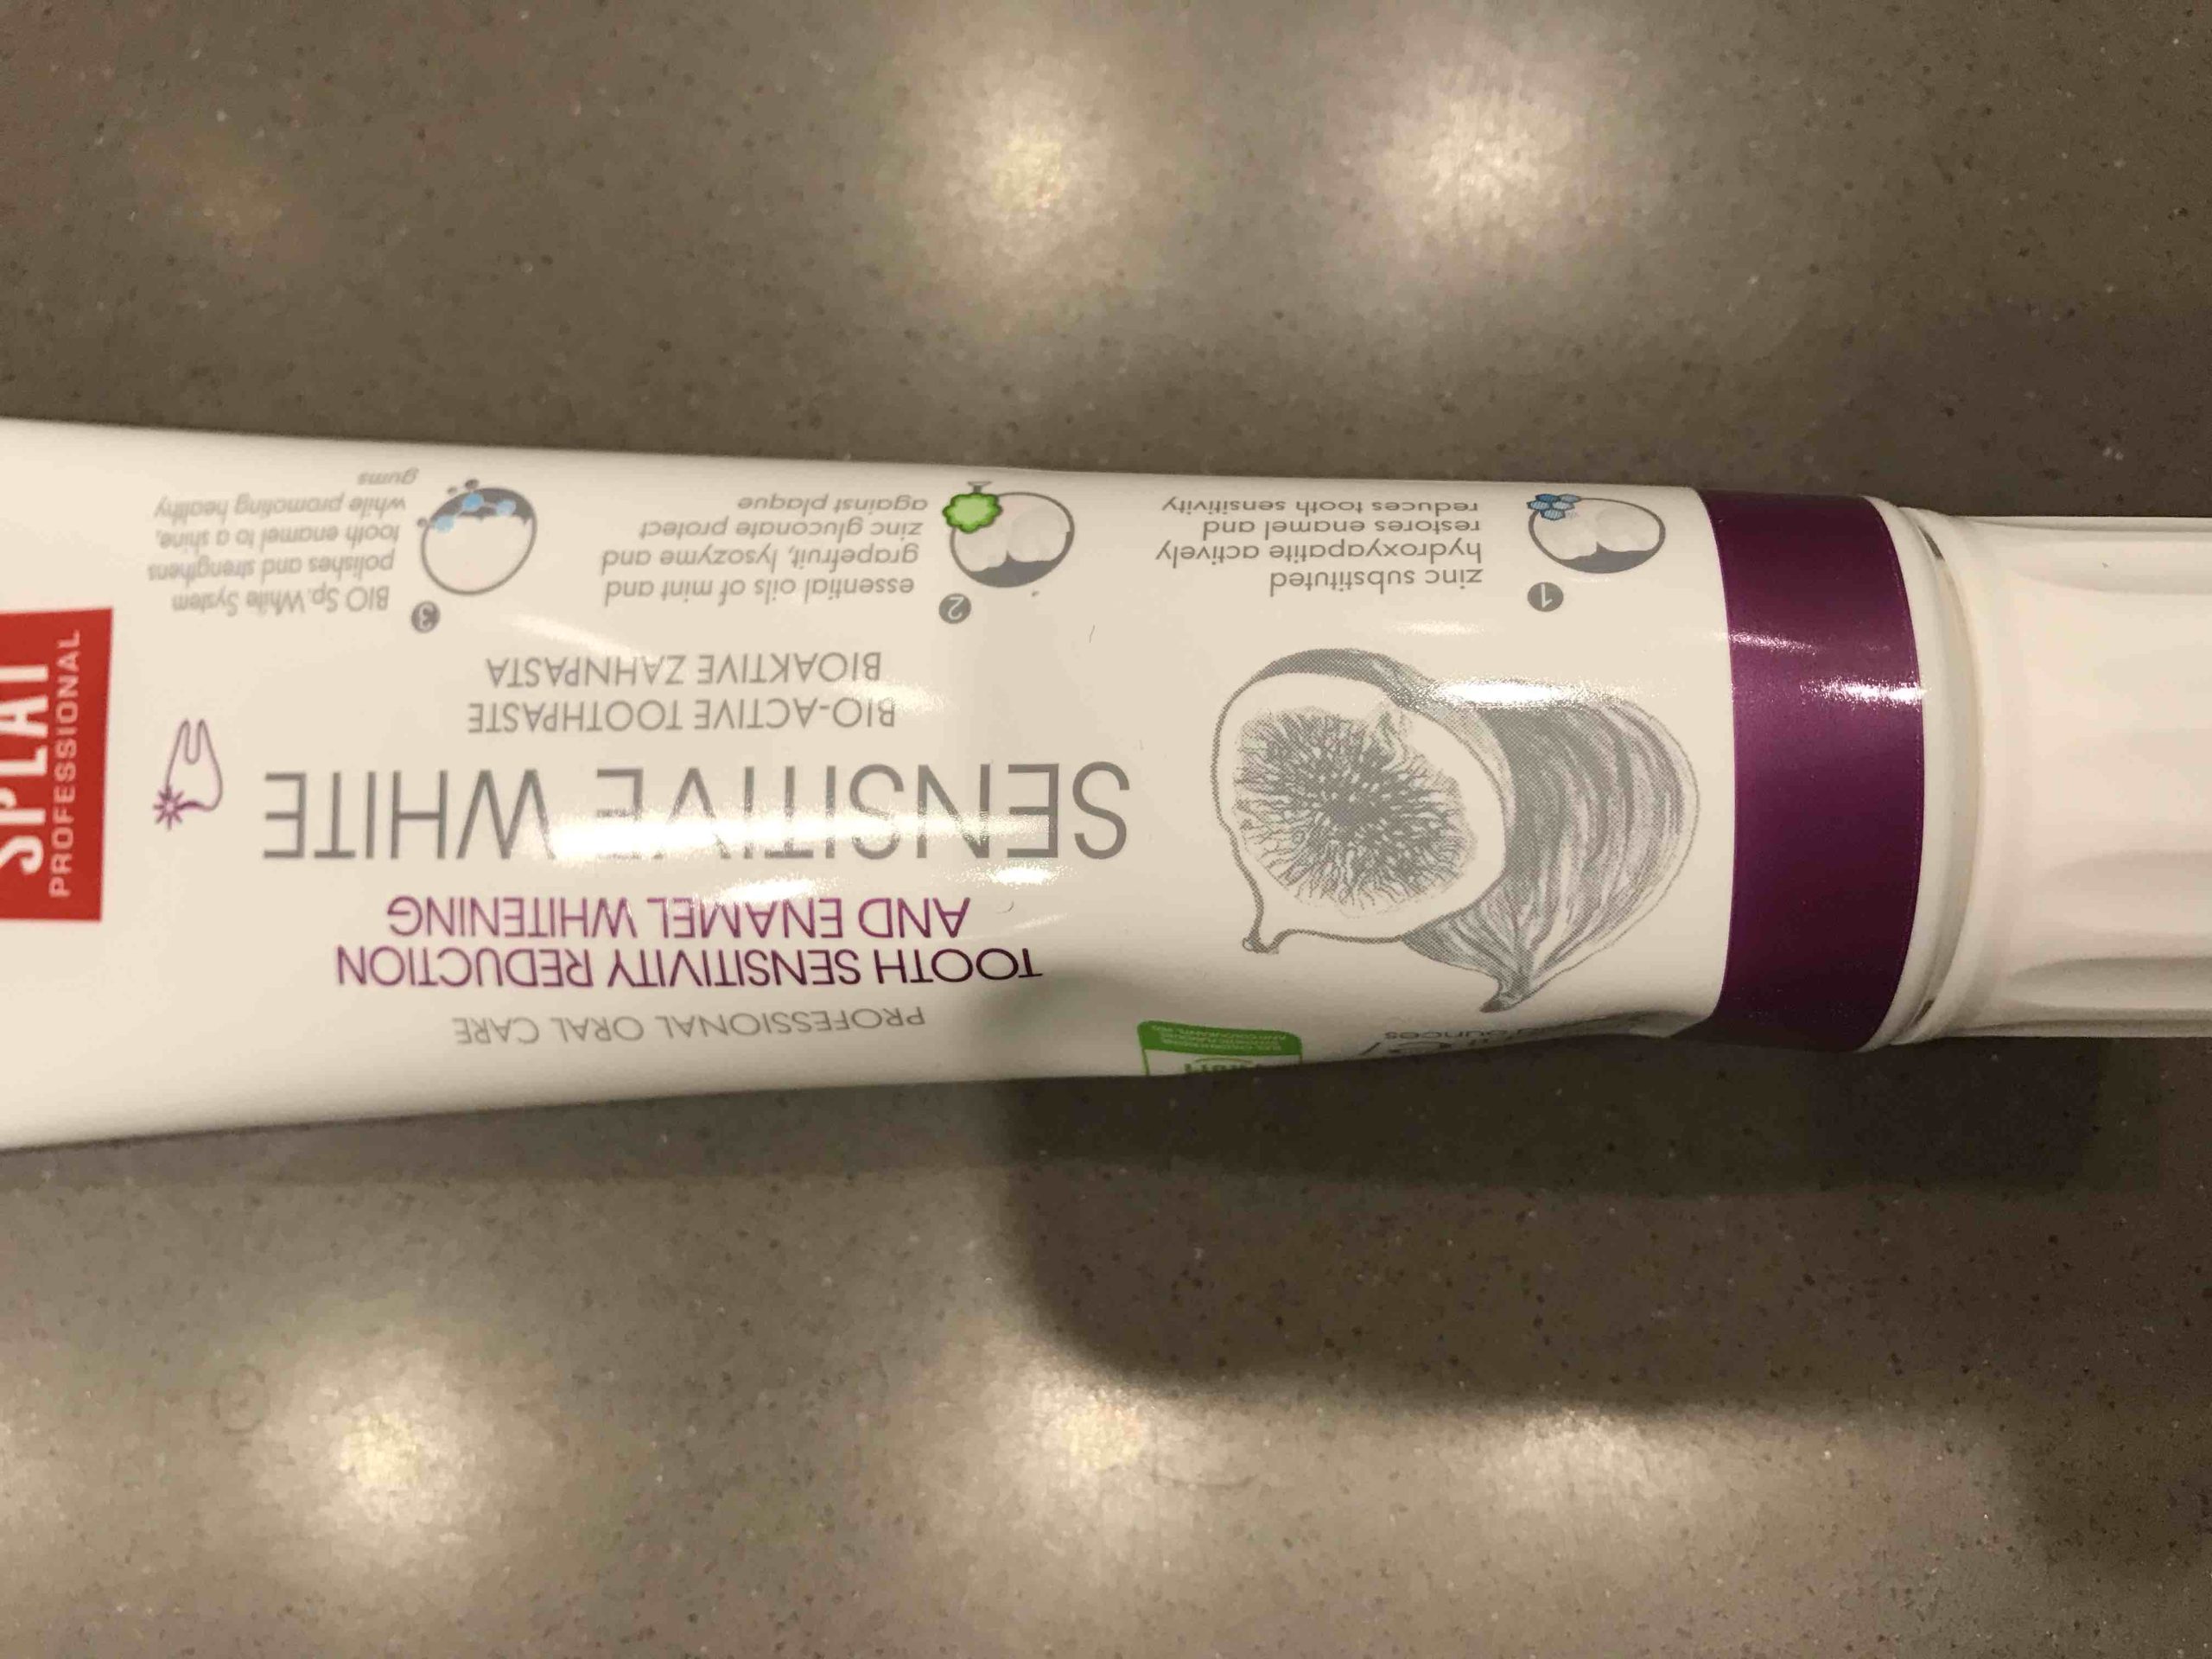 PROFESSIONAL ORAL CARE
TOOTH SENSITIVITY REDUCTION
AND ENAMEL WHITENING
SENSITIVE WHITE
BIO-ACTIVE TOOTHPASTE
BIOAKTIVE ZAHNPASTA
1
zinc substituted
hydroxyapatite actively
restores enamel and
reduces tooth sensitivity
2
essential oils of mint and
grapefruit, lysozyme and
zinc gluconate protect
against plaque
3
BIO Sp.White System
polishes and strengthens
tooth enamel to a shine,
while promoting healthy
gums
SPLAT
PROFESSIONAL